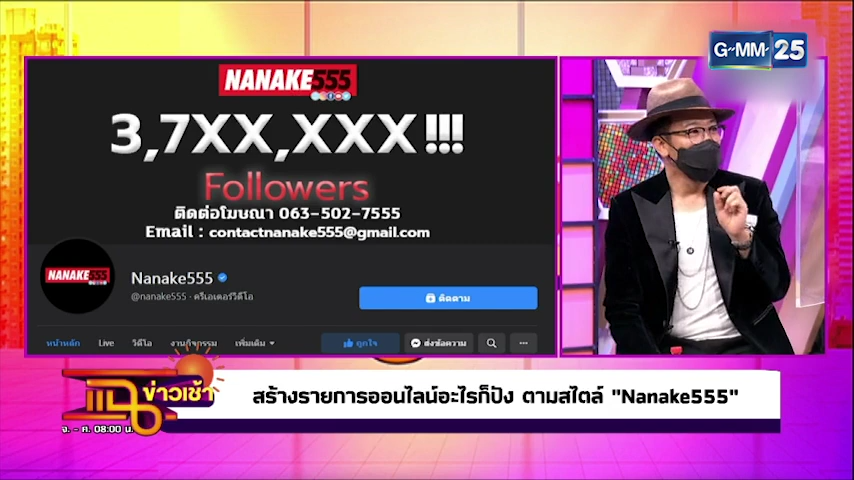 G"MM' 25
NANAKE555
3,7XX,XXX!!!
Followers
ติดต่อโฆษณา 063-502-7555
Email : contactnanake555@gmail.com
NANAKE555
Nanake555
@nanake555 · ครีเอเตอร์วิดีโอ
ติดตาม
หน้าหลัก Live วิดีโอ งานกิจกรรม เพิ่มเติม
ถูกใจ ส่งข้อความ
แฉ ข่าวเช้า
จ. - ศ. 08:00 น.
สร้างรายการออนไลน์อะไรก็ปัง ตามสไตล์ "Nanake555"